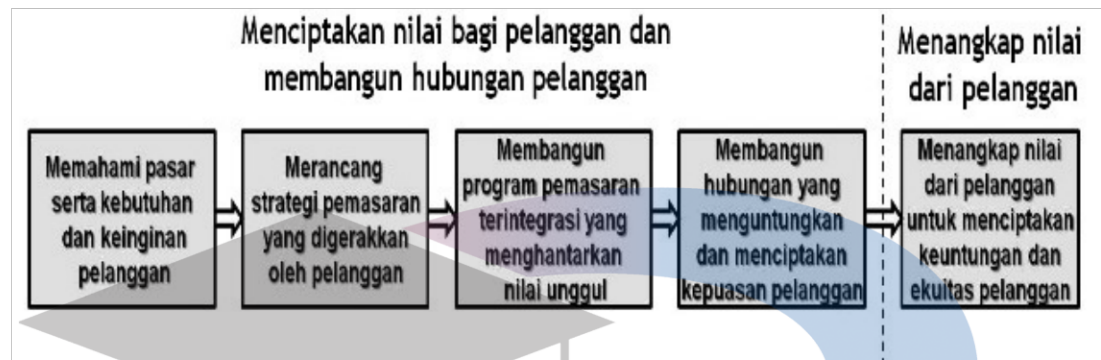 Menciptakan nilai bagi pelanggan dan
membangun hubungan pelanggan
Menangkap nilai
dari pelanggan
Memahami pasar
serta kebutuhan
dan keinginan
pelanggan
Merancang
strategi pemasaran
yang digerakkan
oleh pelanggan
Membangun
program pemasaran
terintegrasi yang
menghantarkan
nilai unggul
Membangun
hubungan yang
menguntungkan
dan menciptakan
kepuasan pelanggan
Menangkap nilai
dari pelanggan
untuk menciptakan
keuntungan dan
ekuitas pelanggan